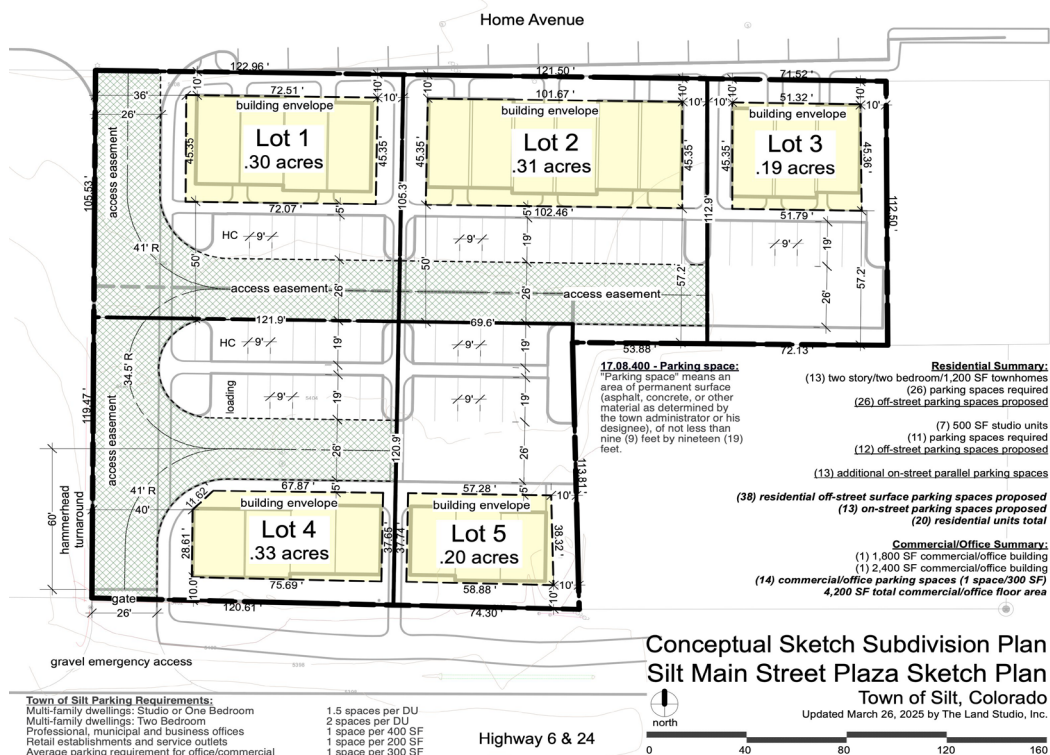 Home Avenue
122.96 '
121.50 '
71.52 '
36'
26'
10'
72.51 '
10'
10'
10'
101.67 '
10'
10'
10'
10'
51.32 '
10'
10'
building envelope
building envelope
building envelope
Lot 1
.30 acres
Lot 2
.31 acres
Lot 3
.19 acres
45.35 '
45.35 '
45.35 '
45.35 '
45.35 '
45.36 '
access easement
105.53 '
105.3'
112.9'
112.50 '
72.07 '
5'
102.46 '
5'
51.79 '
HC
9'
19'
9'
19'
9'
19'
41' R
50'
50'
57.2'
57.2'
access easement
26'
access easement
26'
26'
121.9'
69.6'
53.88 '
72.13 '
HC
9'
19'
9'
19'
34.5' R
loading
9'
19'
9'
19'
119.47 '
access easement
26'
120.9'
26'
113.81 '
17.08.400 - Parking space:
"Parking space" means an
area of permanent surface
(asphalt, concrete, or other
material as determined by
the town administrator or his
designee), of not less than
nine (9) feet by nineteen (19)
feet.
Residential Summary:
(13) two story/two bedroom/1,200 SF townhomes
(26) parking spaces required
(26) off-street parking spaces proposed
(7) 500 SF studio units
(11) parking spaces required
(12) off-street parking spaces proposed
(13) additional on-street parallel parking spaces
(38) residential off-street surface parking spaces proposed
(13) on-street parking spaces proposed
(20) residential units total
Commercial/Office Summary:
(1) 1,800 SF commercial/office building
(1) 2,400 SF commercial/office building
(14) commercial/office parking spaces (1 space/300 SF)
4,200 SF total commercial/office floor area
41' R
40'
11.62 '
67.87 '
5'
57.28 '
5'
10'
building envelope
building envelope
Lot 4
.33 acres
Lot 5
.20 acres
28.61 '
37.65 '
37.74 '
38.32 '
60'
hammerhead
turnaround
75.69 '
58.88 '
10'
10.0'
10'
gate
26'
120.61 '
74.30 '
gravel emergency access
Conceptual Sketch Subdivision Plan
Silt Main Street Plaza Sketch Plan
Town of Silt, Colorado
Updated March 26, 2025 by The Land Studio, Inc.
north
0 40 80 120 160
Town of Silt Parking Requirements:
Multi-family dwellings: Studio or One Bedroom 1.5 spaces per DU
Multi-family dwellings: Two Bedroom 2 spaces per DU
Professional, municipal and business offices 1 space per 400 SF
Retail establishments and service outlets 1 space per 200 SF
Average parking requirement for office/commercial 1 space per 300 SF
Highway 6 & 24